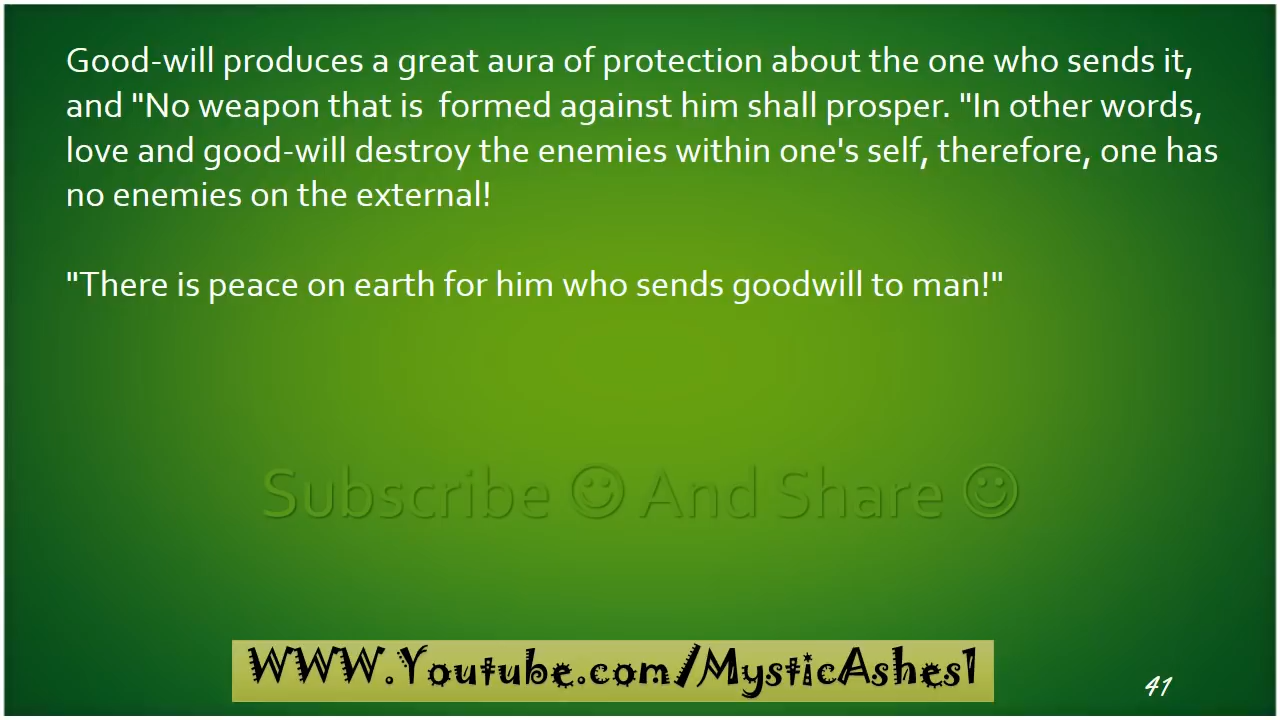 Good-will produces a great aura of protection about the one who sends it,
and "No weapon that is  formed against him shall prosper. "In other words,
love and good-will destroy the enemies within one's self, therefore, one has
no enemies on the external!
"There is peace on earth for him who sends goodwill to man!"
Subscribe ☺ And Share ☺
WWW.Youtube.com/MysticAshes1
41